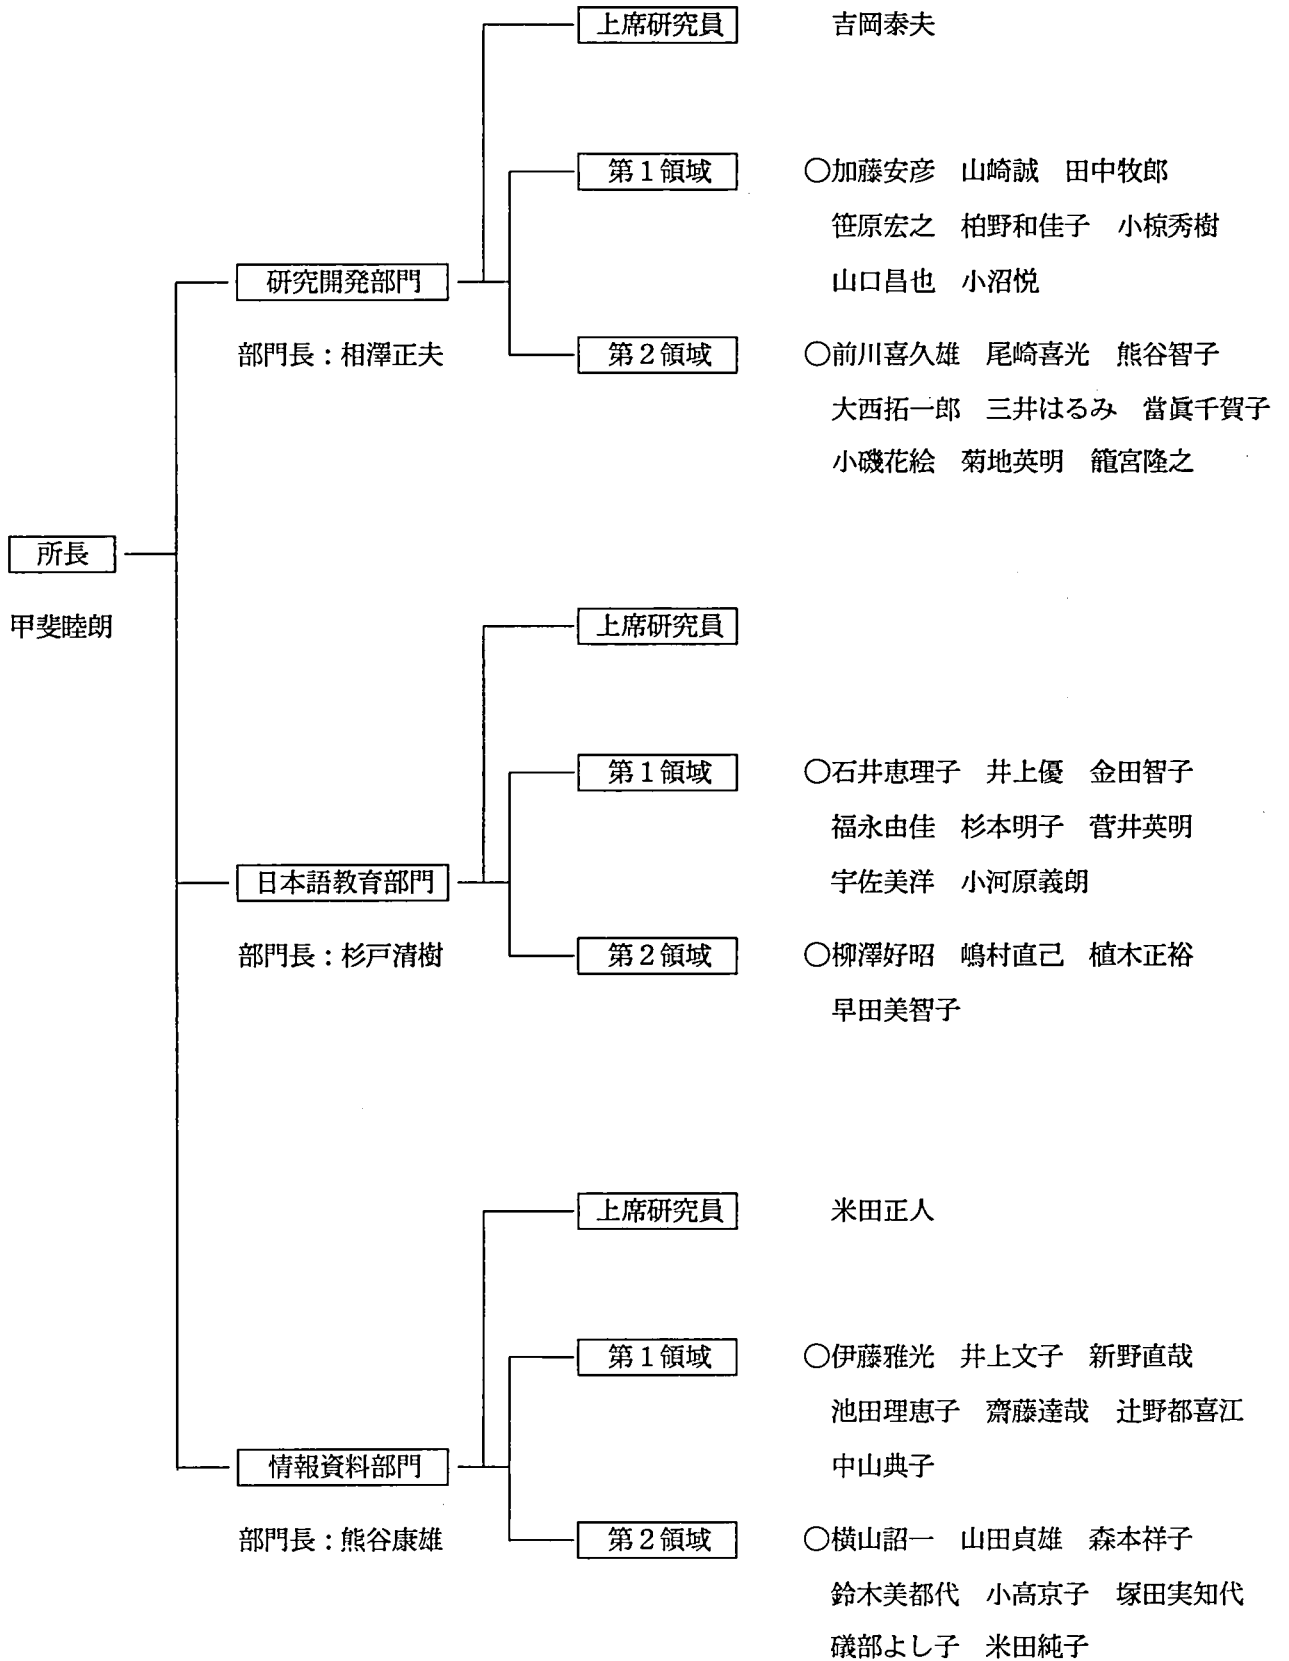 上席研究員　吉岡泰夫
第1領域　○加藤安彦　山崎誠　田中牧郎
笹原宏之　柏野和佳子　小椋秀樹
山口昌也　小沼悦
研究開発部門
部門長：相澤正夫
第2領域　○前川喜久雄　尾崎喜光　熊谷智子
大西拓一郎　三井はるみ　當眞千賀子
小磯花絵　菊地英明　籠宮隆之
所長
甲斐睦朗
上席研究員
第1領域　○石井恵理子　井上優　金田智子
福永由佳　杉本明子　菅井英明
宇佐美洋　小河原義朗
日本語教育部門
部門長：杉戸清樹
第2領域　○柳澤好昭　嶋村直己　植木正裕
早田美智子
上席研究員　米田正人
第1領域　○伊藤雅光　井上文子　新野直哉
池田理恵子　齋藤達哉　辻野都喜江
中山典子
情報資料部門
部門長：熊谷康雄
第2領域　○横山詔一　山田貞雄　森本祥子
鈴木美都代　小高京子　塚田実知代
礒部よし子　米田純子